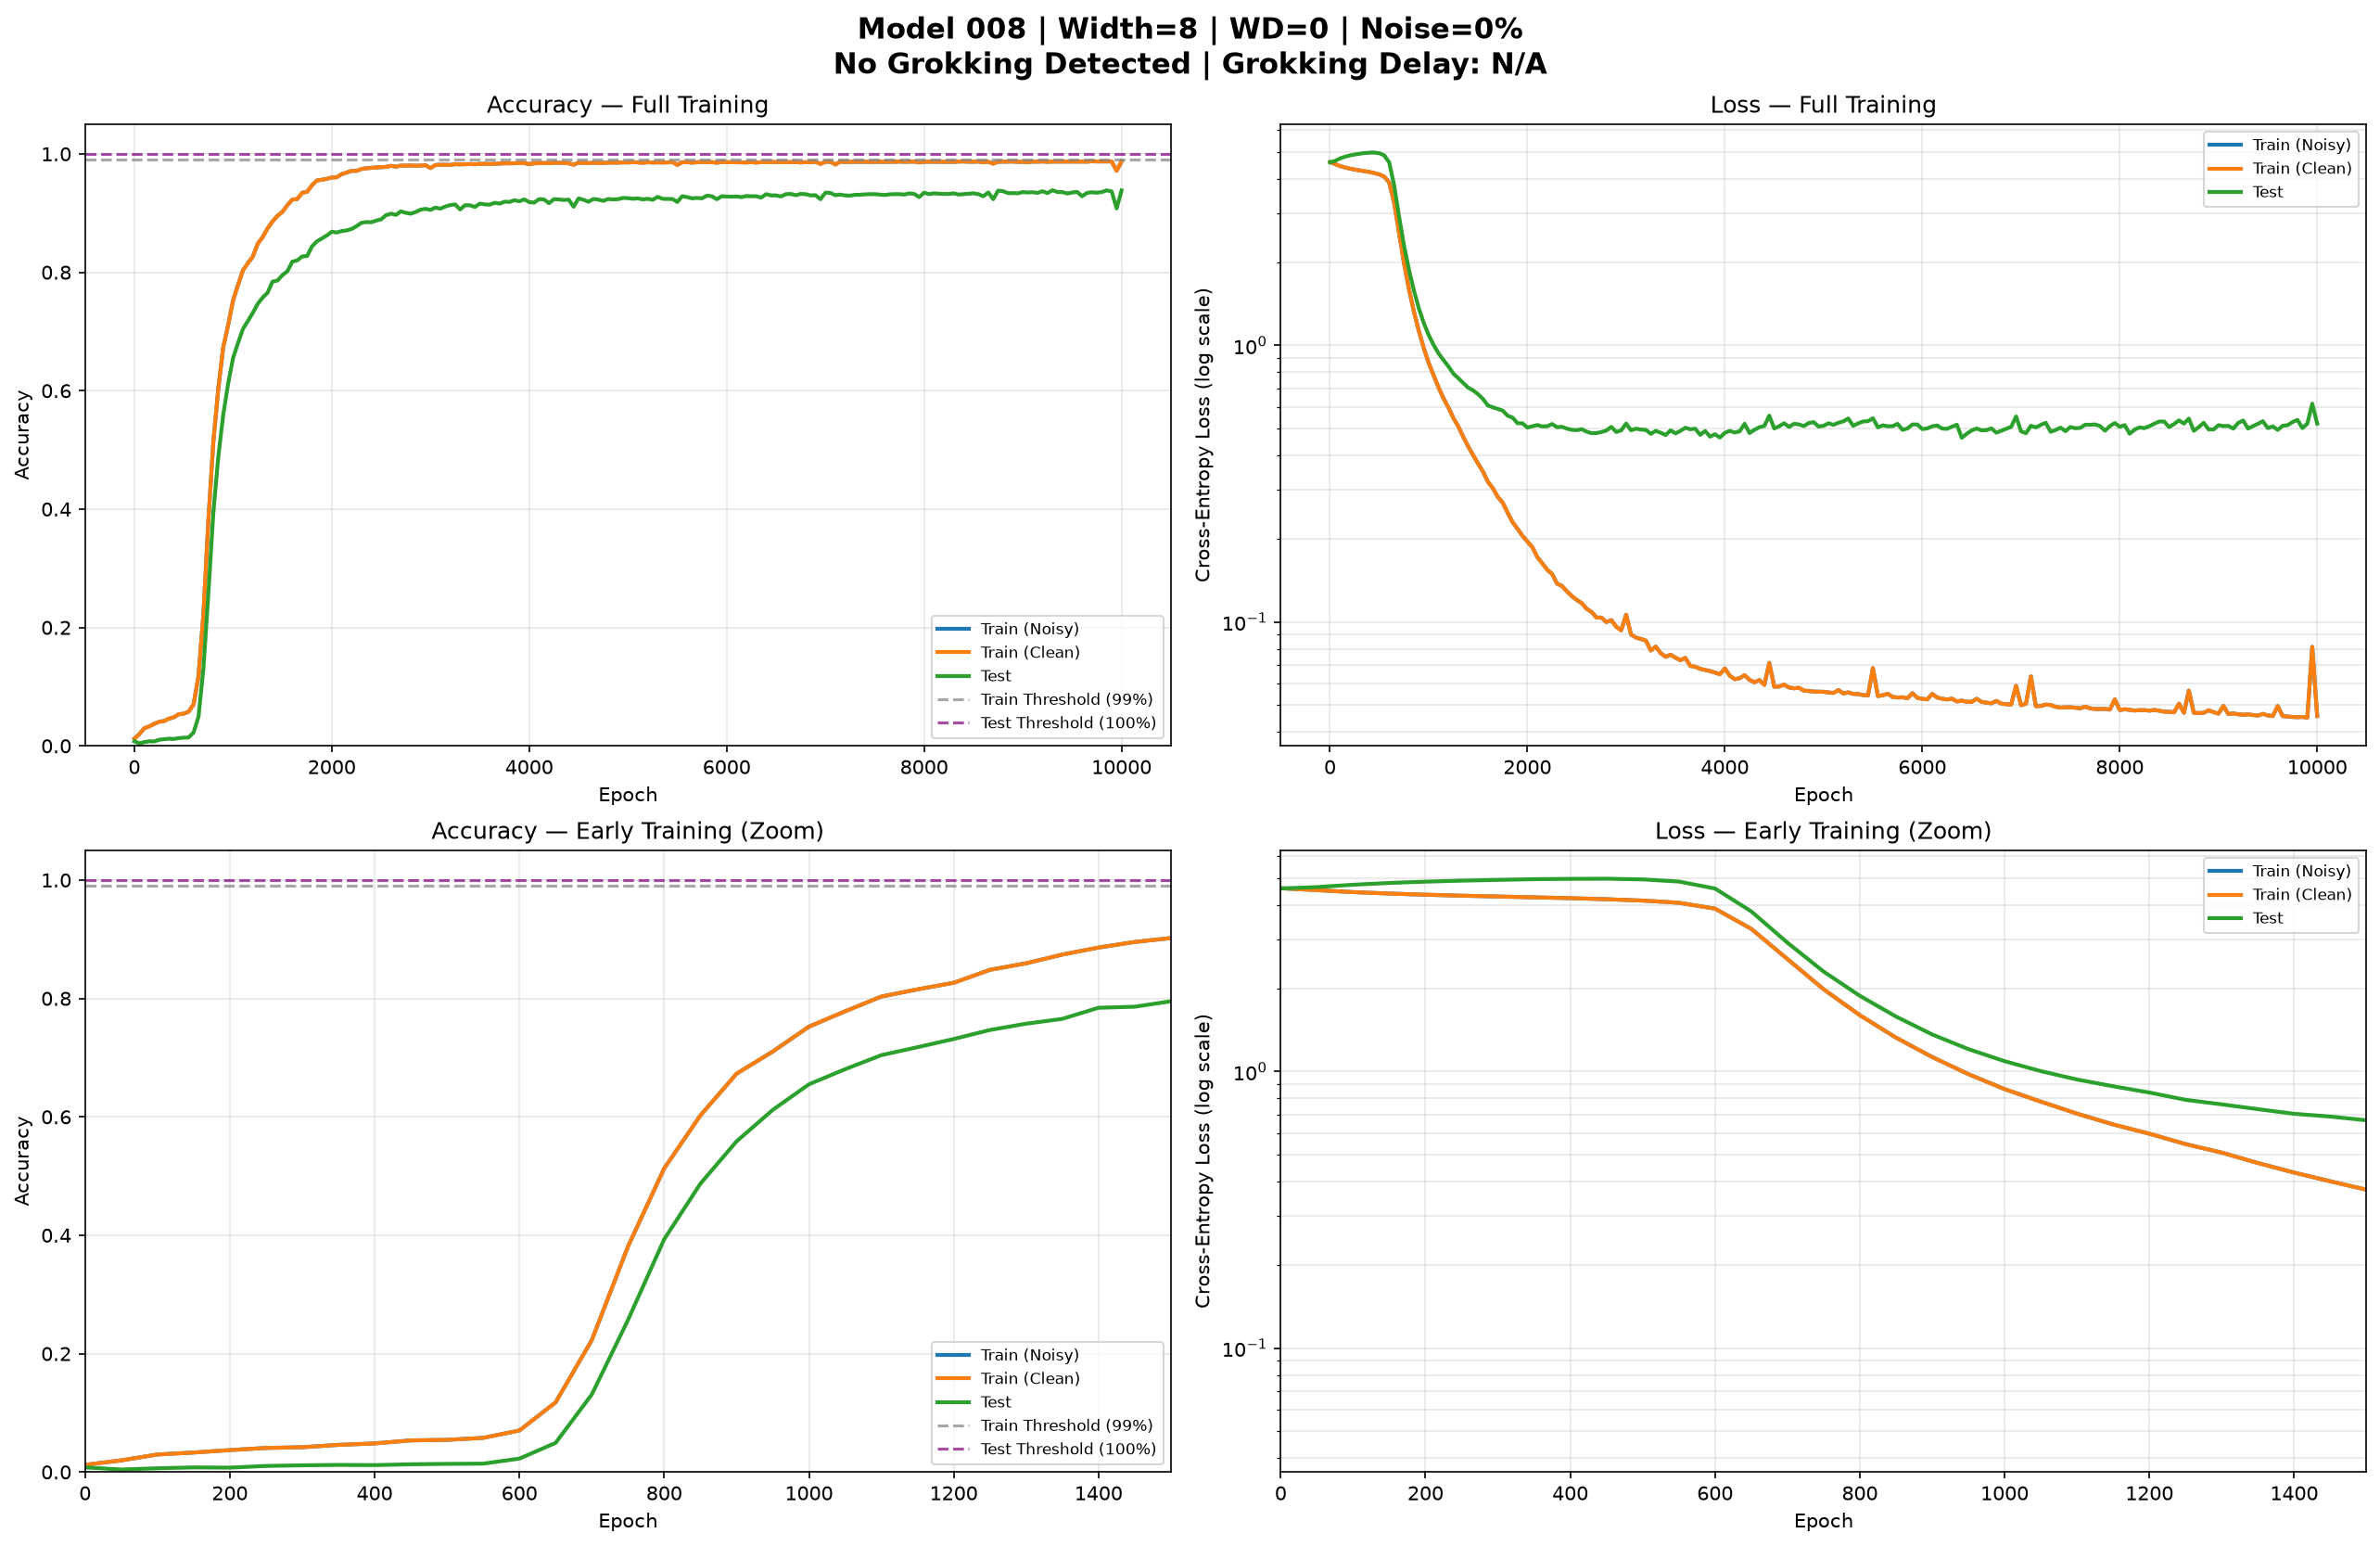 Model 008 | Width=8 | WD=0 | Noise=0%
No Grokking Detected | Grokking Delay: N/A
Accuracy — Full Training
1.0
0.8
0.6
0.4
0.2
0.0
Accuracy
0 2000 4000 6000 8000 10000
Epoch
Train (Noisy)
Train (Clean)
Test
Train Threshold (99%)
Test Threshold (100%)
Loss — Full Training
10⁰
10⁻¹
Cross-Entropy Loss (log scale)
0 2000 4000 6000 8000 10000
Epoch
Train (Noisy)
Train (Clean)
Test
Accuracy — Early Training (Zoom)
1.0
0.8
0.6
0.4
0.2
0.0
Accuracy
0 200 400 600 800 1000 1200 1400
Epoch
Train (Noisy)
Train (Clean)
Test
Train Threshold (99%)
Test Threshold (100%)
Loss — Early Training (Zoom)
10⁰
10⁻¹
Cross-Entropy Loss (log scale)
0 200 400 600 800 1000 1200 1400
Epoch
Train (Noisy)
Train (Clean)
Test